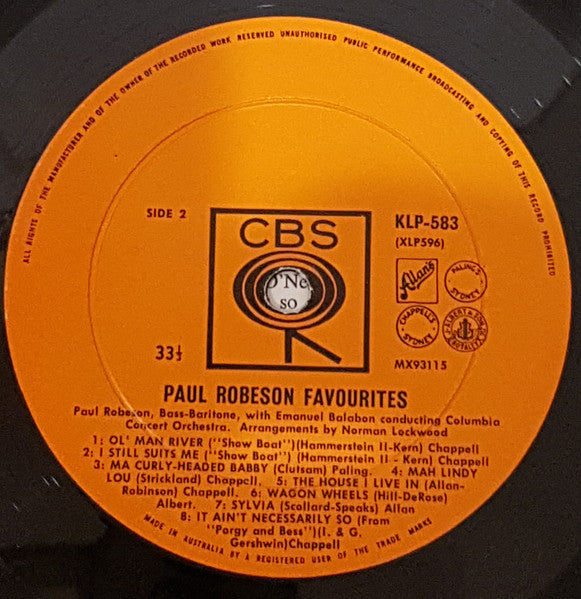 ALL RIGHTS OF THE MANUFACTURER AND OF THE OWNER OF THE RECORDED WORK RESERVED UNAUTHORISED PUBLIC PERFORMANCE BROADCASTING AND COPYING OF THIS RECORD PROHIBITED
SIDE 2
CBS
KLP-583
(XLP596)
O'Ne
so
Allan's
PALING'S
SYDNEY
CHAPPELL'S
SYDNEY
ALBERT & SON
AUSTRALIA
33⅓
MX93115
PAUL ROBESON FAVOURITES
Paul Robeson, Bass-Baritone, with Emanuel Balabon conducting Columbia
Concert Orchestra. Arrangements by Norman Lockwood
1: OL' MAN RIVER ("Show Boat")(Hammerstein II-Kern) Chappell
2: I STILL SUITS ME ("Show Boat") (Hammerstein II - Kern) Chappell
3: MA CURLY-HEADED BABBY (Clutsam) Paling. 4: MAH LINDY
LOU (Strickland) Chappell. 5: THE HOUSE I LIVE IN (Allan-
Robinson) Chappell. 6: WAGON WHEELS (Hill-DeRose)
Albert. 7: SYLVIA (Scollard-Speaks) Allan
8: IT AIN'T NECESSARILY SO (From
"Porgy and Bess")(I. & G.
Gershwin)Chappell
MADE IN AUSTRALIA BY A REGISTERED USER OF THE TRADE MARKS